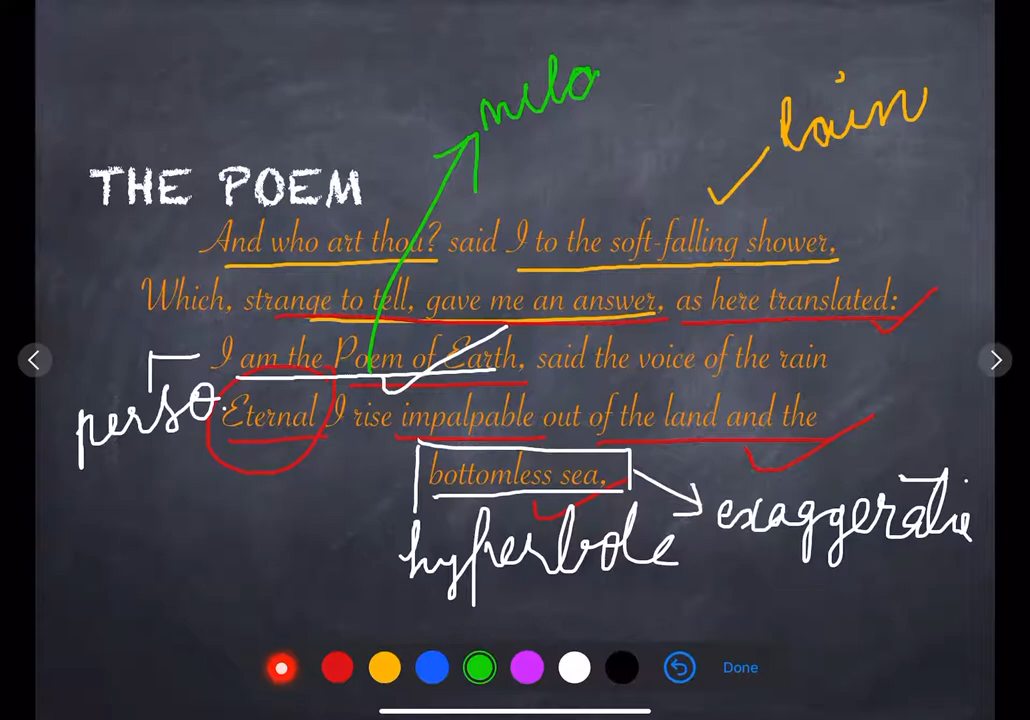 melo
rain
THE POEM
And who art thou? said I to the soft-falling shower,
Which, strange to tell, gave me an answer, as here translated:
I am the Poem of Earth, said the voice of the rain
perso.
Eternal I rise impalpable out of the land and the
bottomless sea,
hyperbole
exaggeratio
Done